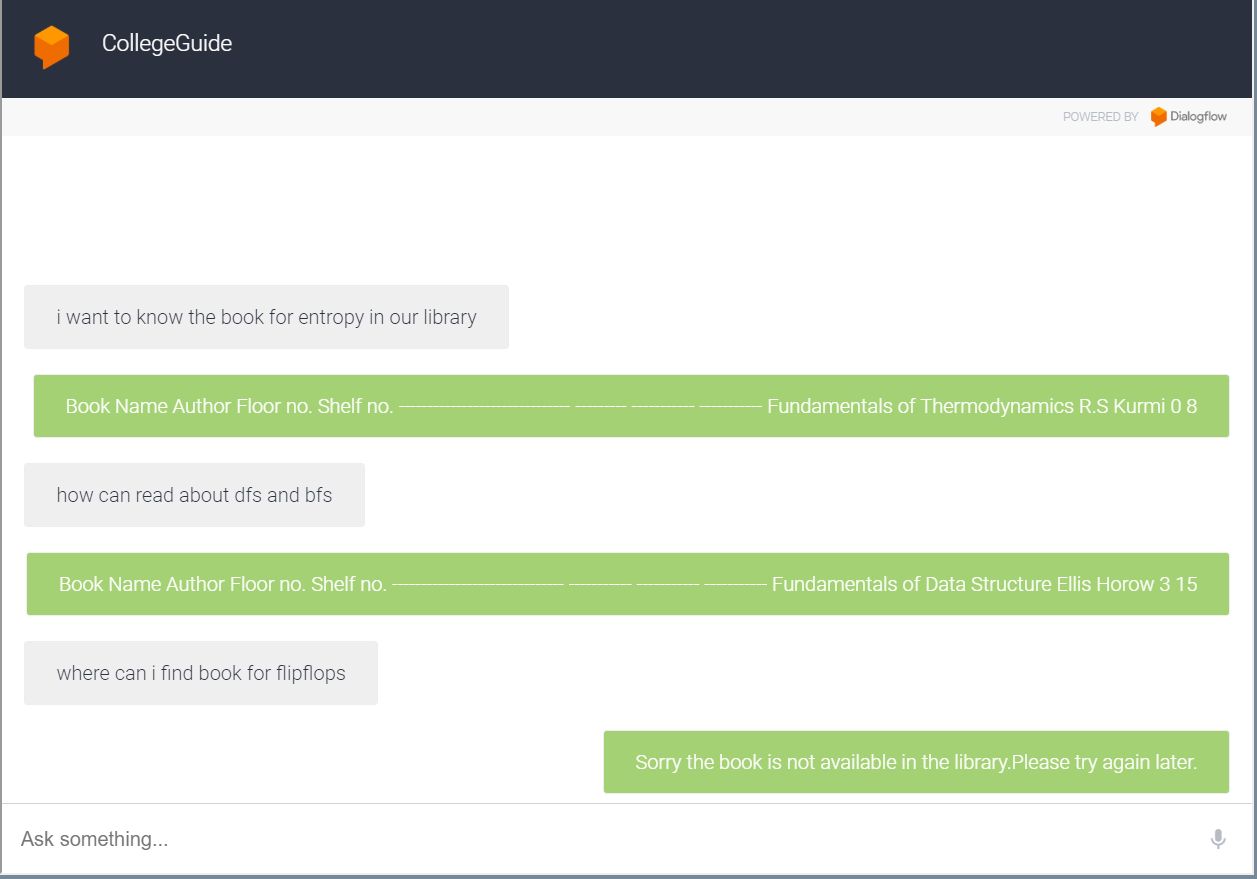 CollegeGuide
POWERED BY Dialogflow
i want to know the book for entropy in our library
Book Name Author Floor no. Shelf no. ------------------------------ --------- ----------- ----------- Fundamentals of Thermodynamics R.S Kurmi 0 8
how can read about dfs and bfs
Book Name Author Floor no. Shelf no. ------------------------------ ----------- ----------- ----------- Fundamentals of Data Structure Ellis Horow 3 15
where can i find book for flipflops
Sorry the book is not available in the library.Please try again later.
Ask something...